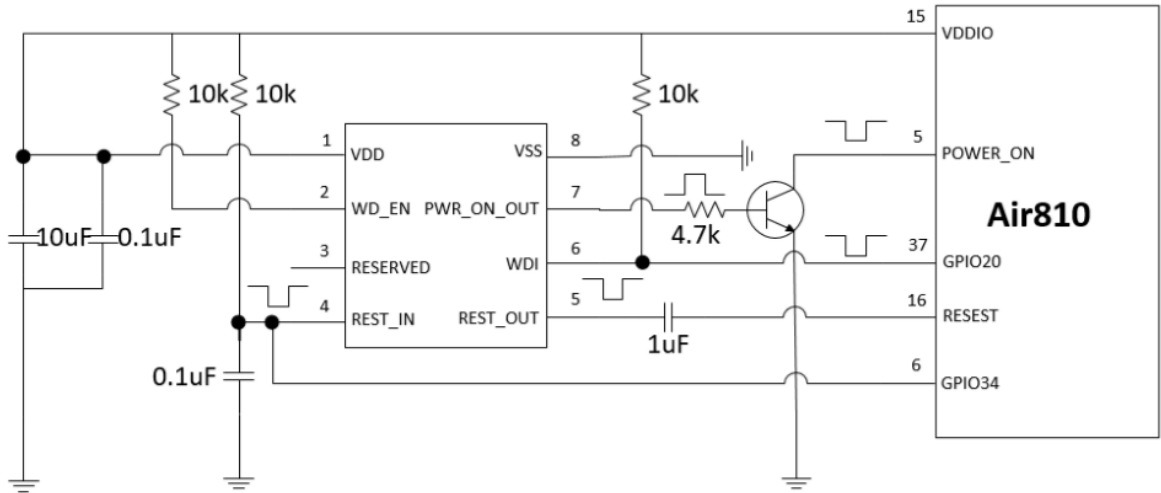 15
VDDIO
10k
10k
10k
1
VDD
8
VSS
5
POWER_ON
2
WD_EN
7
PWR_ON_OUT
4.7k
Air810
10uF
0.1uF
3
RESERVED
6
WDI
37
GPIO20
4
REST_IN
5
REST_OUT
1uF
16
RESEST
0.1uF
6
GPIO34